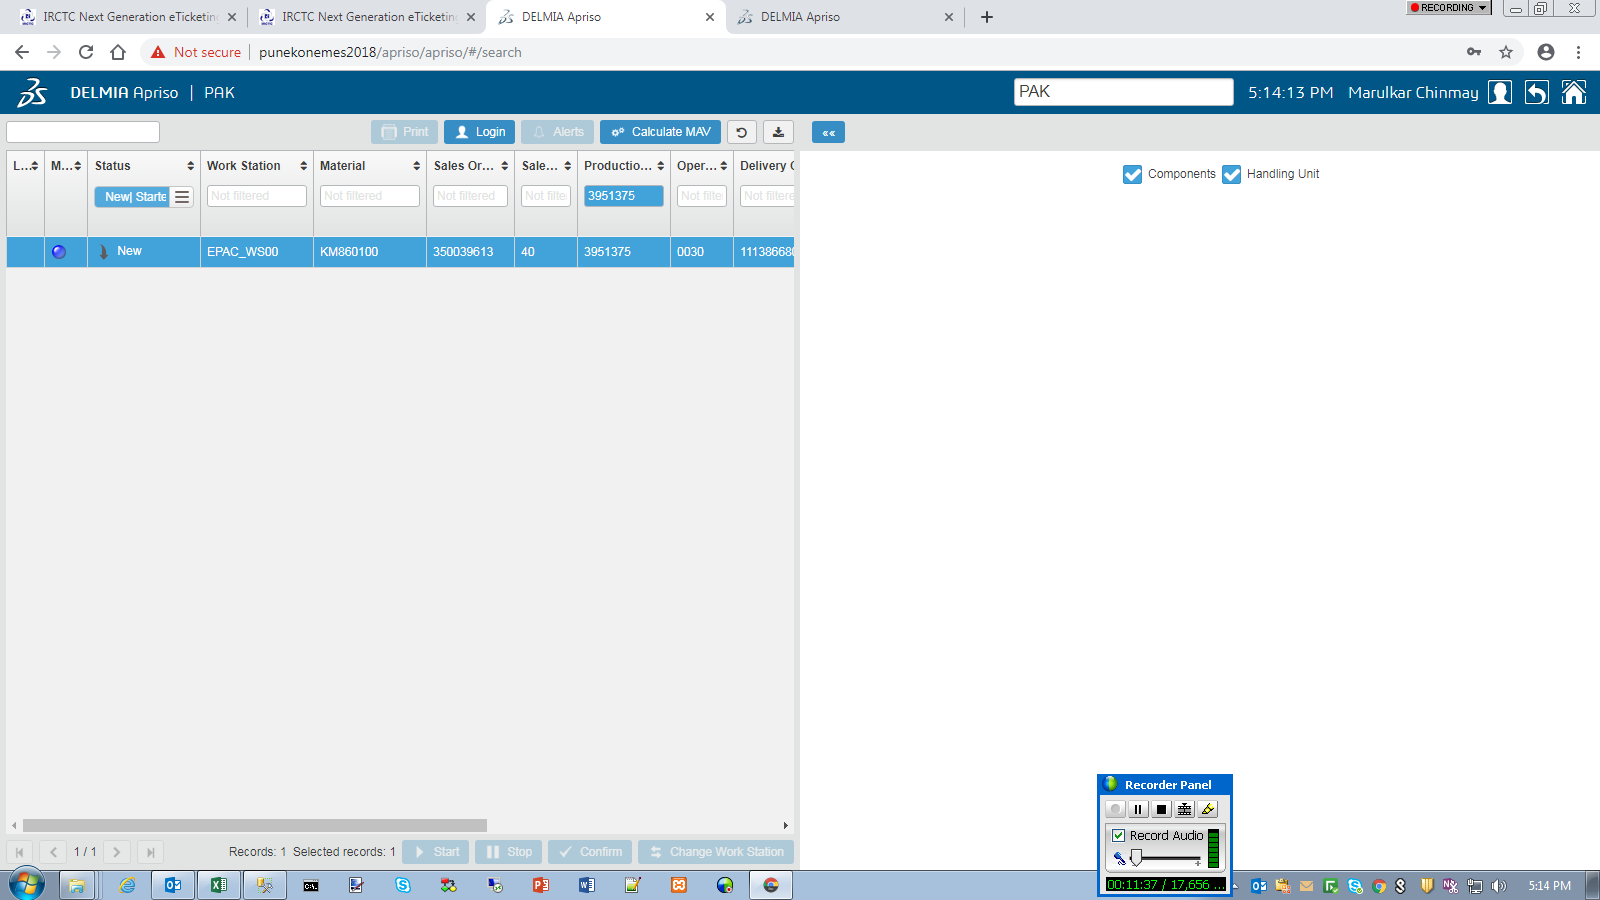 IRCTC Next Generation eTicketing
IRCTC Next Generation eTicketing
DELMIA Apriso
DELMIA Apriso
RECORDING
Not secure
punekonemes2018/apriso/apriso/#/search
DELMIA Apriso | PAK
PAK
5:14:13 PM
Marulkar Chinmay
Print
Login
Alerts
Calculate MAV
««
L...
M...
Status
Work Station
Material
Sales Or...
Sale...
Productio...
Oper...
Delivery
New| Starte
Not filtered
Not filtered
Not filtered
Not filte
3951375
Not filte
Not filtere
New
EPAC_WS00
KM860100
350039613
40
3951375
0030
11138668
Components
Handling Unit
1 / 1
Records: 1 Selected records: 1
Start
Stop
Confirm
Change Work Station
Recorder Panel
Record Audio
00:11:37 / 17,656 ...
5:14 PM